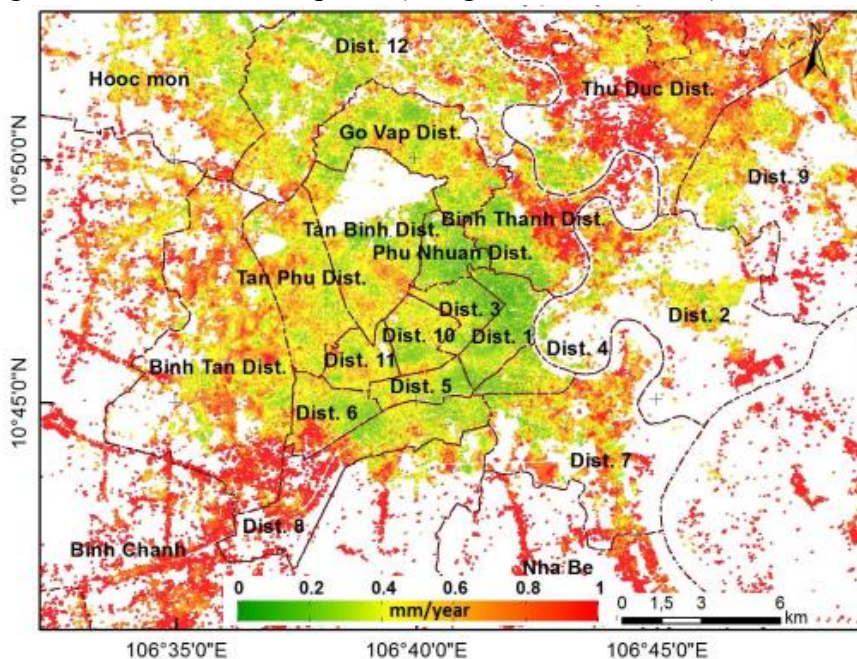 N
Dist. 12
Hooc mon
Thu Duc Dist.
Go Vap Dist.
10°50'0"N
Dist. 9
Binh Thanh Dist.
Tan Binh Dist.
Phu Nhuan Dist.
Tan Phu Dist.
Dist. 3
Dist. 2
Dist. 10
Dist. 1
Dist. 4
Dist. 11
Binh Tan Dist.
Dist. 5
10°45'0"N
Dist. 6
Dist. 7
Dist. 8
Binh Chanh
Nha Be
0 0.2 0.4 0.6 0.8 1
mm/year
0 1,5 3 6
km
106°35'0"E 106°40'0"E 106°45'0"E